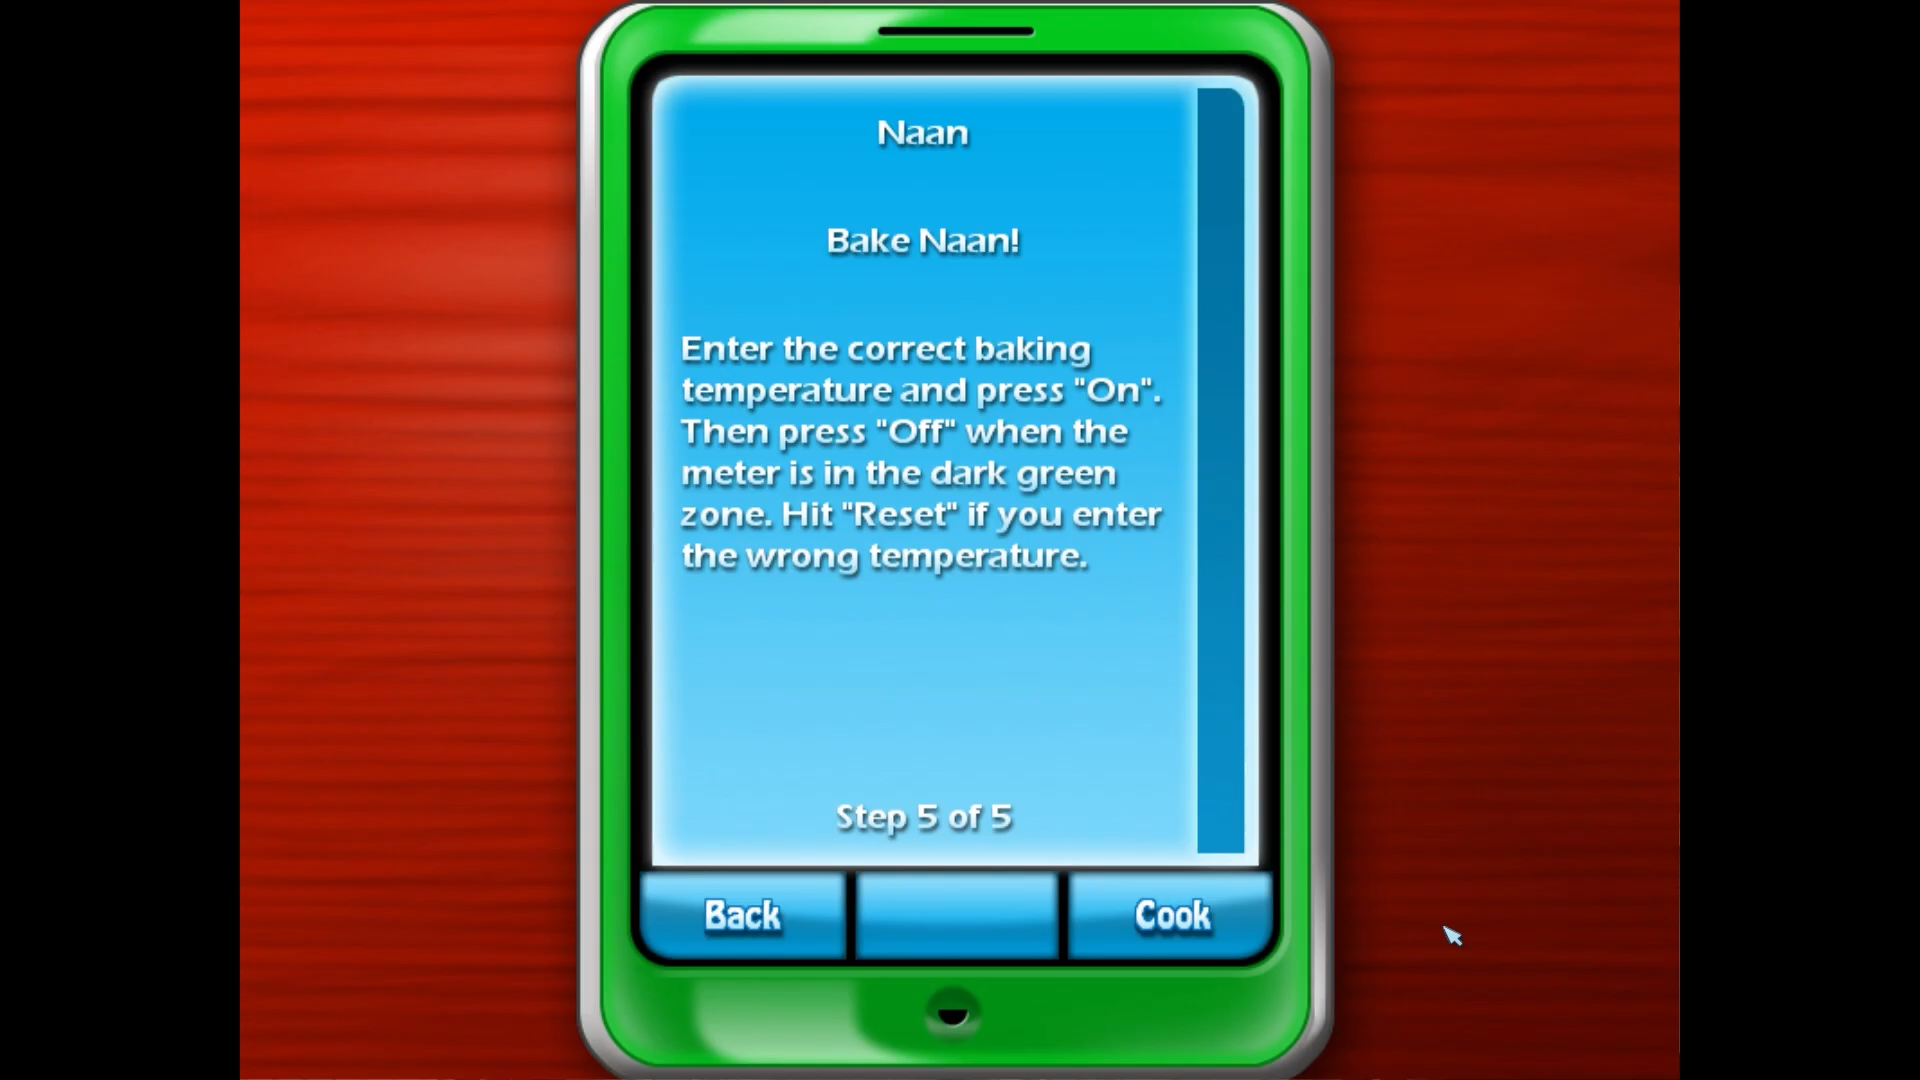 Naan
Bake Naan!
Enter the correct baking
temperature and press "On".
Then press "Off" when the
meter is in the dark green
zone. Hit "Reset" if you enter
the wrong temperature.
Step 5 of 5
Back
Cook